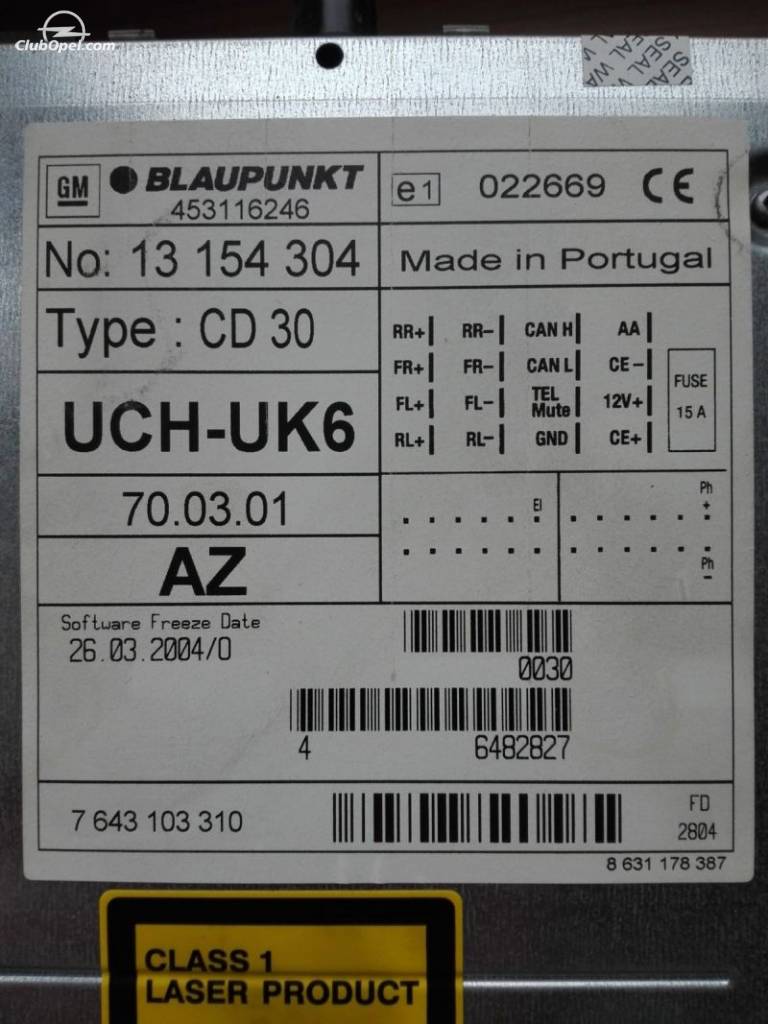 ClubOpel.com
SEAL WA
GM
BLAUPUNKT
453116246
e1 022669 CE
No: 13 154 304
Made in Portugal
Type : CD 30
RR+ RR− CAN H AA
FR+ FR− CAN L CE−
FL+ FL− TEL Mute 12V+
RL+ RL− GND CE+
FUSE
15 A
UCH-UK6
70.03.01
AZ
El
Ph
+
Ph
−
Software Freeze Date
26.03.2004/0
0030
4 6482827
7 643 103 310
FD
2804
8 631 178 387
CLASS 1
LASER PRODUCT